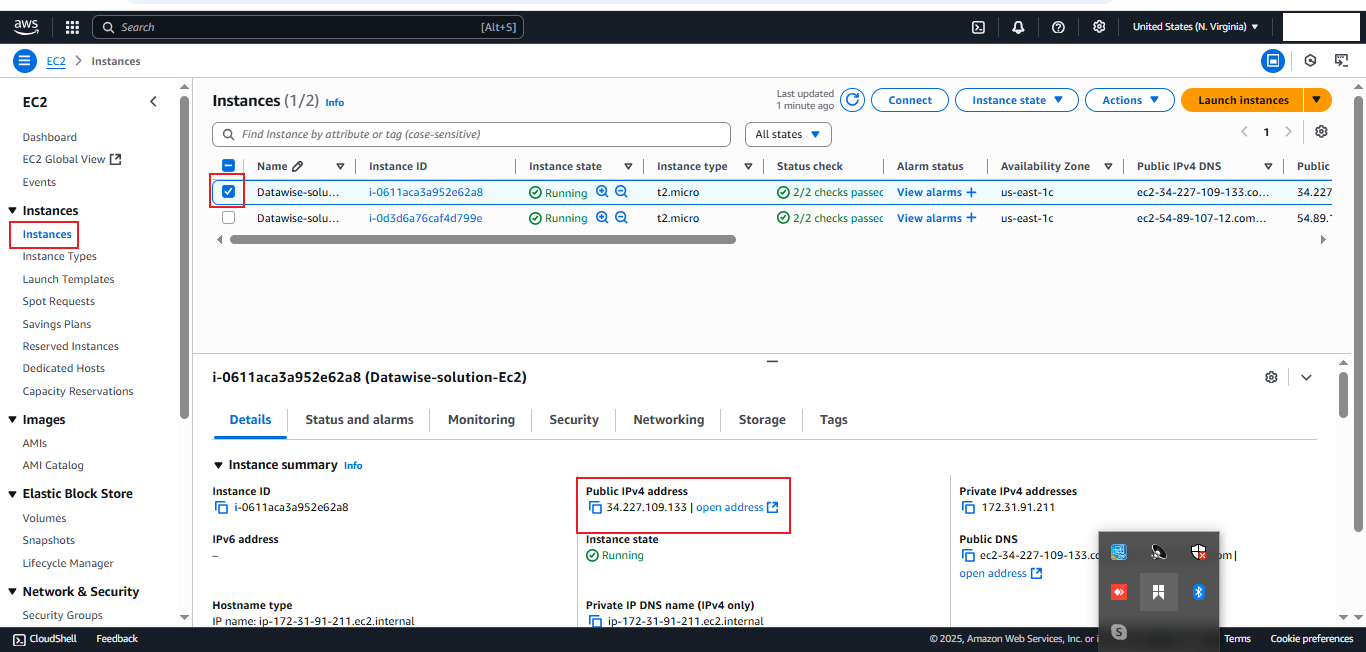 aws
Search [Alt+S]
United States (N. Virginia)
EC2 > Instances
EC2
Dashboard
EC2 Global View
Events
Instances
Instances
Instance Types
Launch Templates
Spot Requests
Savings Plans
Reserved Instances
Dedicated Hosts
Capacity Reservations
Images
AMIs
AMI Catalog
Elastic Block Store
Volumes
Snapshots
Lifecycle Manager
Network & Security
Security Groups
Instances (1/2) Info
Last updated
1 minute ago
Connect
Instance state
Actions
Launch instances
Find Instance by attribute or tag (case-sensitive)
All states
1
Name Instance ID Instance state Instance type Status check Alarm status Availability Zone Public IPv4 DNS Public
Datawise-solu... i-0611aca3a952e62a8 Running t2.micro 2/2 checks passec View alarms + us-east-1c ec2-34-227-109-133.co... 34.227
Datawise-solu... i-0d3d6a76caf4d799e Running t2.micro 2/2 checks passec View alarms + us-east-1c ec2-54-89-107-12.com... 54.89.
i-0611aca3a952e62a8 (Datawise-solution-Ec2)
Details Status and alarms Monitoring Security Networking Storage Tags
Instance summary Info
Instance ID
i-0611aca3a952e62a8
IPv6 address
–
Hostname type
IP name: ip-172-31-91-211.ec2.internal
Public IPv4 address
34.227.109.133 | open address
Instance state
Running
Private IP DNS name (IPv4 only)
ip-172-31-91-211.ec2.internal
Private IPv4 addresses
172.31.91.211
Public DNS
ec2-34-227-109-133.co om |
open address
CloudShell Feedback
© 2025, Amazon Web Services, Inc. or i Terms Cookie preferences